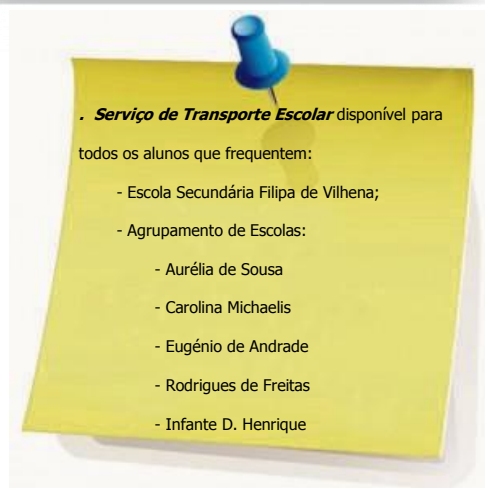 . Serviço de Transporte Escolar disponível para
todos os alunos que frequentem:
- Escola Secundária Filipa de Vilhena;
- Agrupamento de Escolas:
- Aurélia de Sousa
- Carolina Michaelis
- Eugénio de Andrade
- Rodrigues de Freitas
- Infante D. Henrique